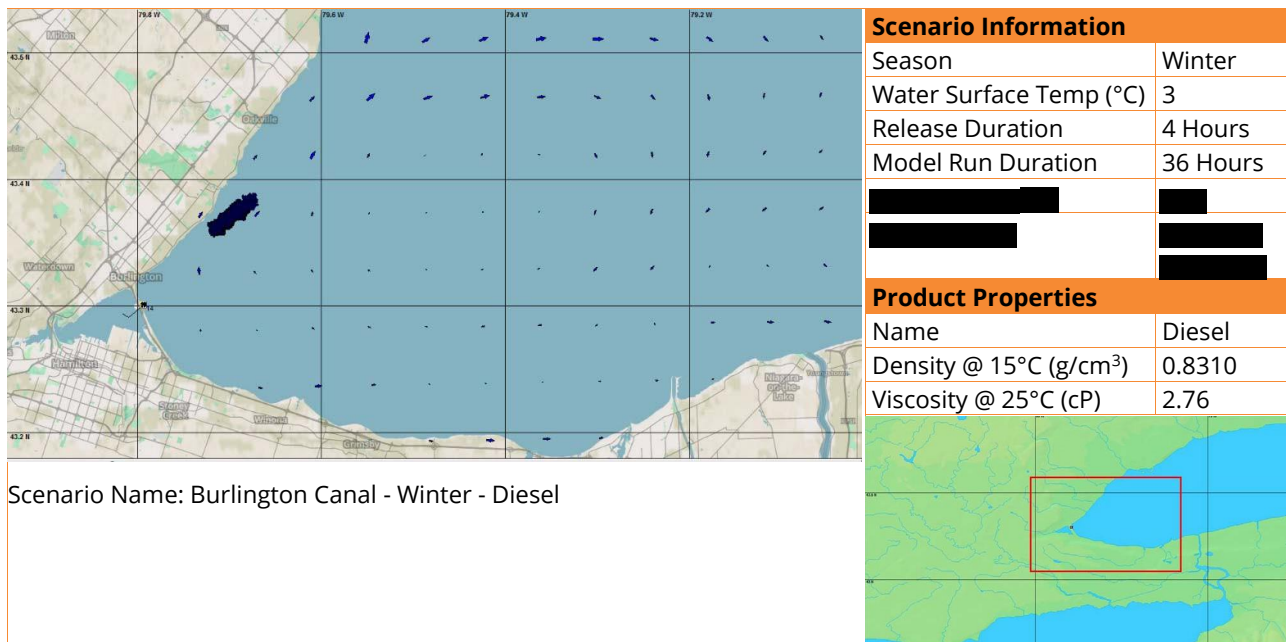 79.8 W
79.6 W
79.4 W
79.2 W
Milton
43.5 N
Oakville
43.4 N
Waterdown
Burlington
43.3 N
Hamilton
Stoney
Creek
Winona
Grimsby
Niagara-
on-the-
Lake
43.2 N
Scenario Name: Burlington Canal - Winter - Diesel
Scenario Information
Season Winter
Water Surface Temp (°C) 3
Release Duration 4 Hours
Model Run Duration 36 Hours
Product Properties
Name Diesel
Density @ 15°C (g/cm³) 0.8310
Viscosity @ 25°C (cP) 2.76